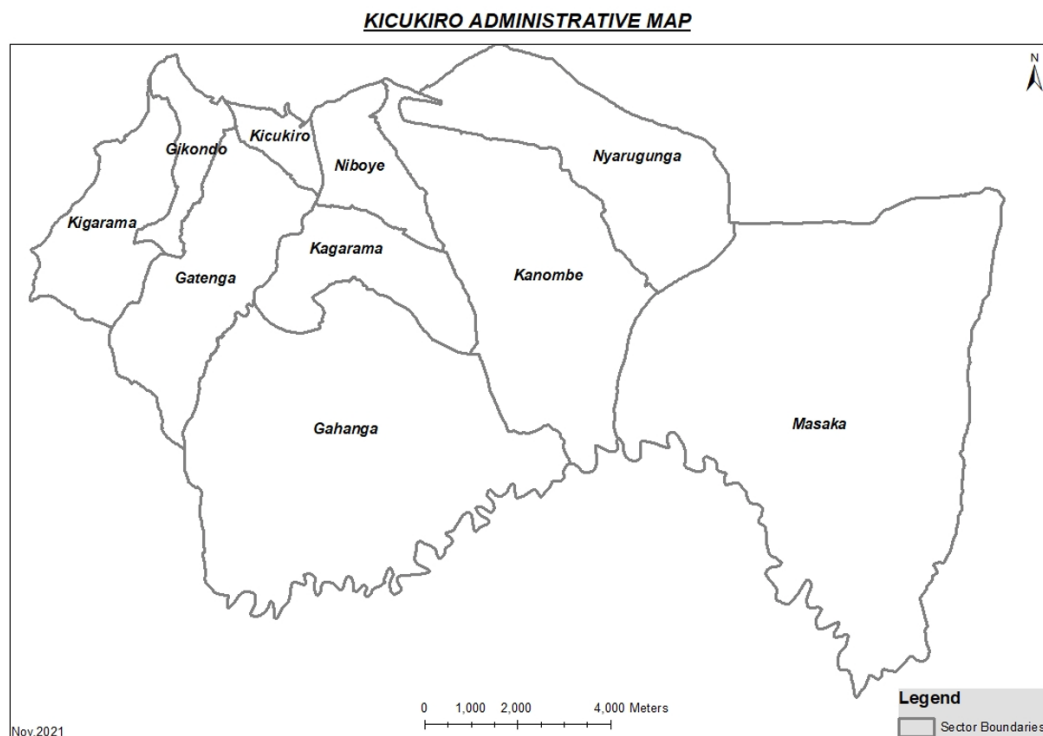 KICUKIRO ADMINISTRATIVE MAP
N
Kicukiro
Gikondo
Niboye
Nyarugunga
Kigarama
Kagarama
Gatenga
Kanombe
Gahanga
Masaka
Legend
Sector Boundaries
0 1,000 2,000 4,000 Meters
Nov.2021